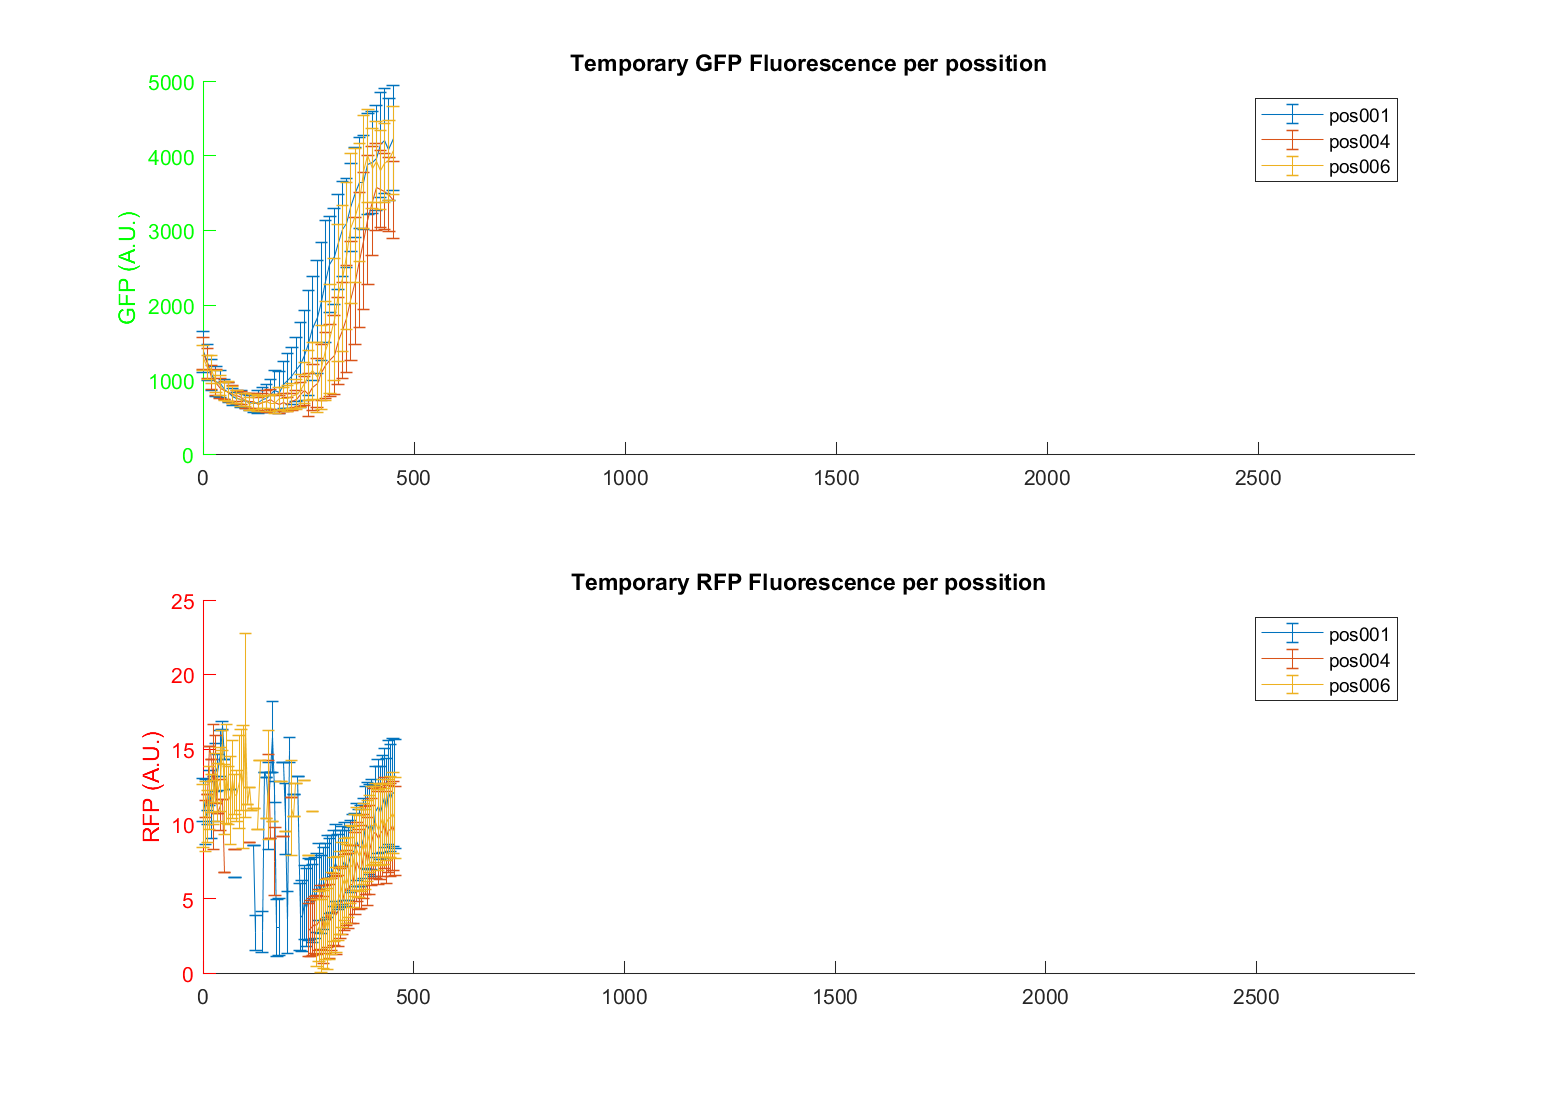 Temporary GFP Fluorescence per possition
5000
4000
3000
2000
1000
0
GFP (A.U.)
pos001
pos004
pos006
0 500 1000 1500 2000 2500
Temporary RFP Fluorescence per possition
25
20
15
10
5
0
RFP (A.U.)
pos001
pos004
pos006
0 500 1000 1500 2000 2500